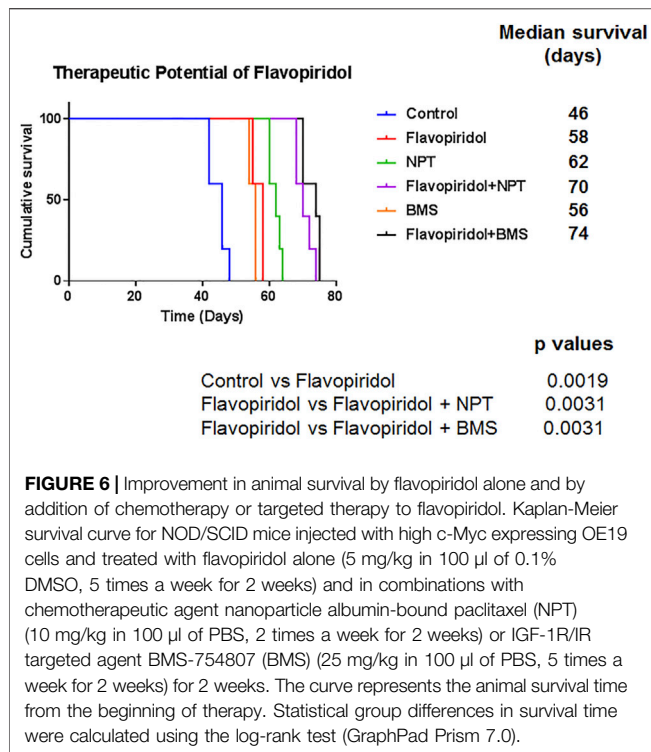 Median survival
(days)
Therapeutic Potential of Flavopiridol
Cumulative survival
100
50
0
0 20 40 60 80
Time (Days)
Control 46
Flavopiridol 58
NPT 62
Flavopiridol+NPT 70
BMS 56
Flavopiridol+BMS 74
p values
Control vs Flavopiridol 0.0019
Flavopiridol vs Flavopiridol + NPT 0.0031
Flavopiridol vs Flavopiridol + BMS 0.0031
FIGURE 6 | Improvement in animal survival by flavopiridol alone and by
addition of chemotherapy or targeted therapy to flavopiridol. Kaplan-Meier
survival curve for NOD/SCID mice injected with high c-Myc expressing OE19
cells and treated with flavopiridol alone (5 mg/kg in 100 µl of 0.1%
DMSO, 5 times a week for 2 weeks) and in combinations with
chemotherapeutic agent nanoparticle albumin-bound paclitaxel (NPT)
(10 mg/kg in 100 µl of PBS, 2 times a week for 2 weeks) or IGF-1R/IR
targeted agent BMS-754807 (BMS) (25 mg/kg in 100 µl of PBS, 5 times a
week for 2 weeks) for 2 weeks. The curve represents the animal survival time
from the beginning of therapy. Statistical group differences in survival time
were calculated using the log-rank test (GraphPad Prism 7.0).